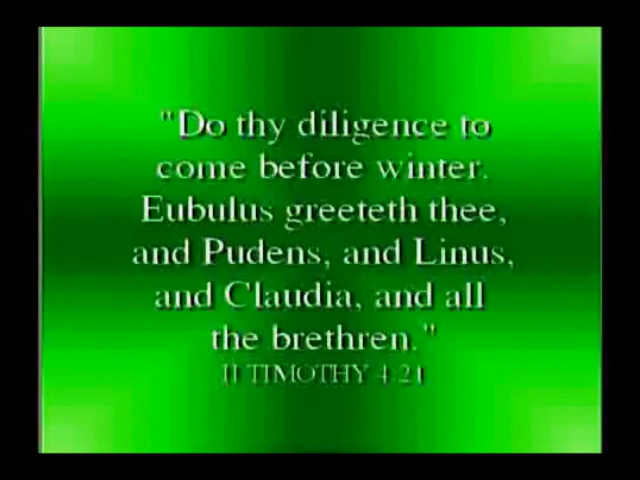 "Do thy diligence to
come before winter.
Eubulus greeteth thee,
and Pudens, and Linus,
and Claudia, and all
the brethren."
II TIMOTHY 4:21